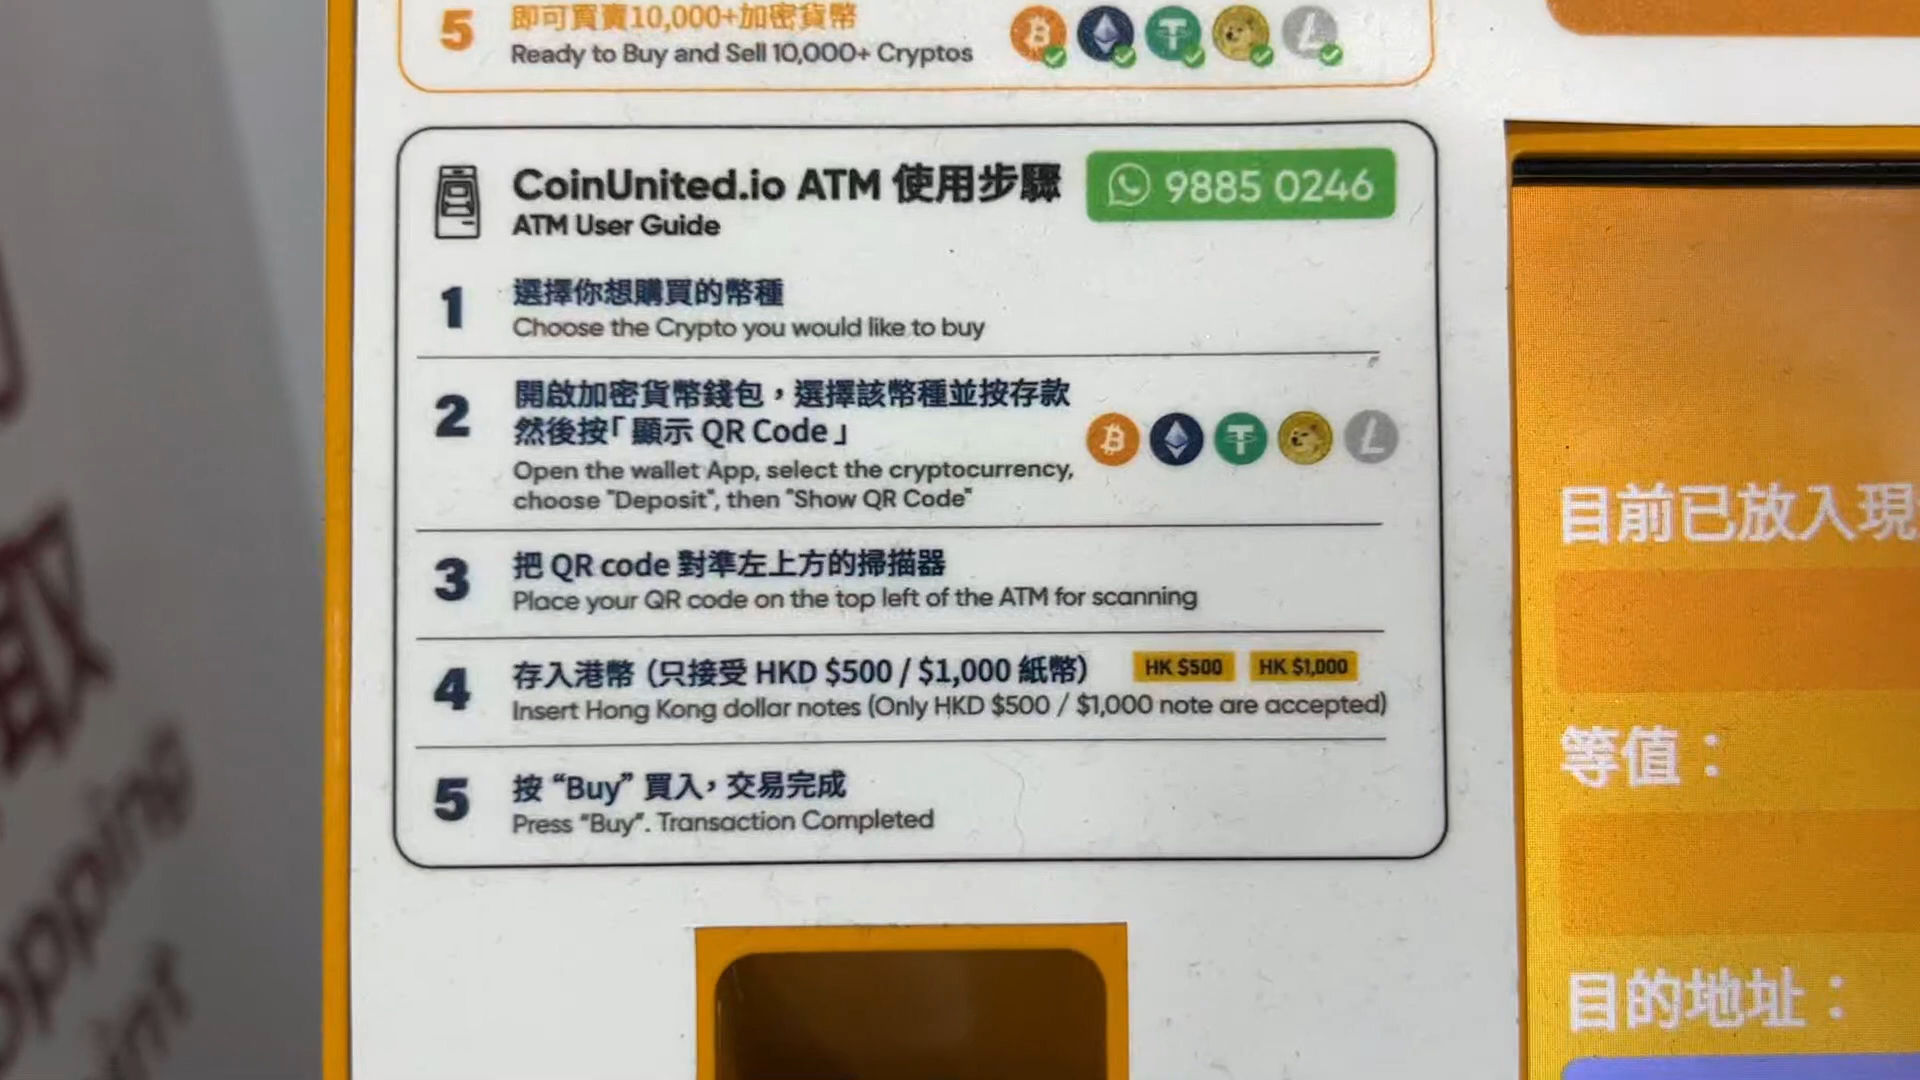 5
即可買賣10,000+加密貨幣
Ready to Buy and Sell 10,000+ Cryptos
CoinUnited.io ATM 使用步驟
ATM User Guide
9885 0246
1
選擇你想購買的幣種
Choose the Crypto you would like to buy
2
開啟加密貨幣錢包，選擇該幣種並按存款
然後按「顯示 QR Code」
Open the wallet App, select the cryptocurrency,
choose "Deposit", then "Show QR Code"
3
把 QR code 對準左上方的掃描器
Place your QR code on the top left of the ATM for scanning
4
存入港幣 (只接受 HKD $500 / $1,000 紙幣)
HK $500
HK $1,000
Insert Hong Kong dollar notes (Only HKD $500 / $1,000 note are accepted)
5
按 “Buy” 買入，交易完成
Press “Buy”. Transaction Completed
目前已放入現
等值：
目的地址：